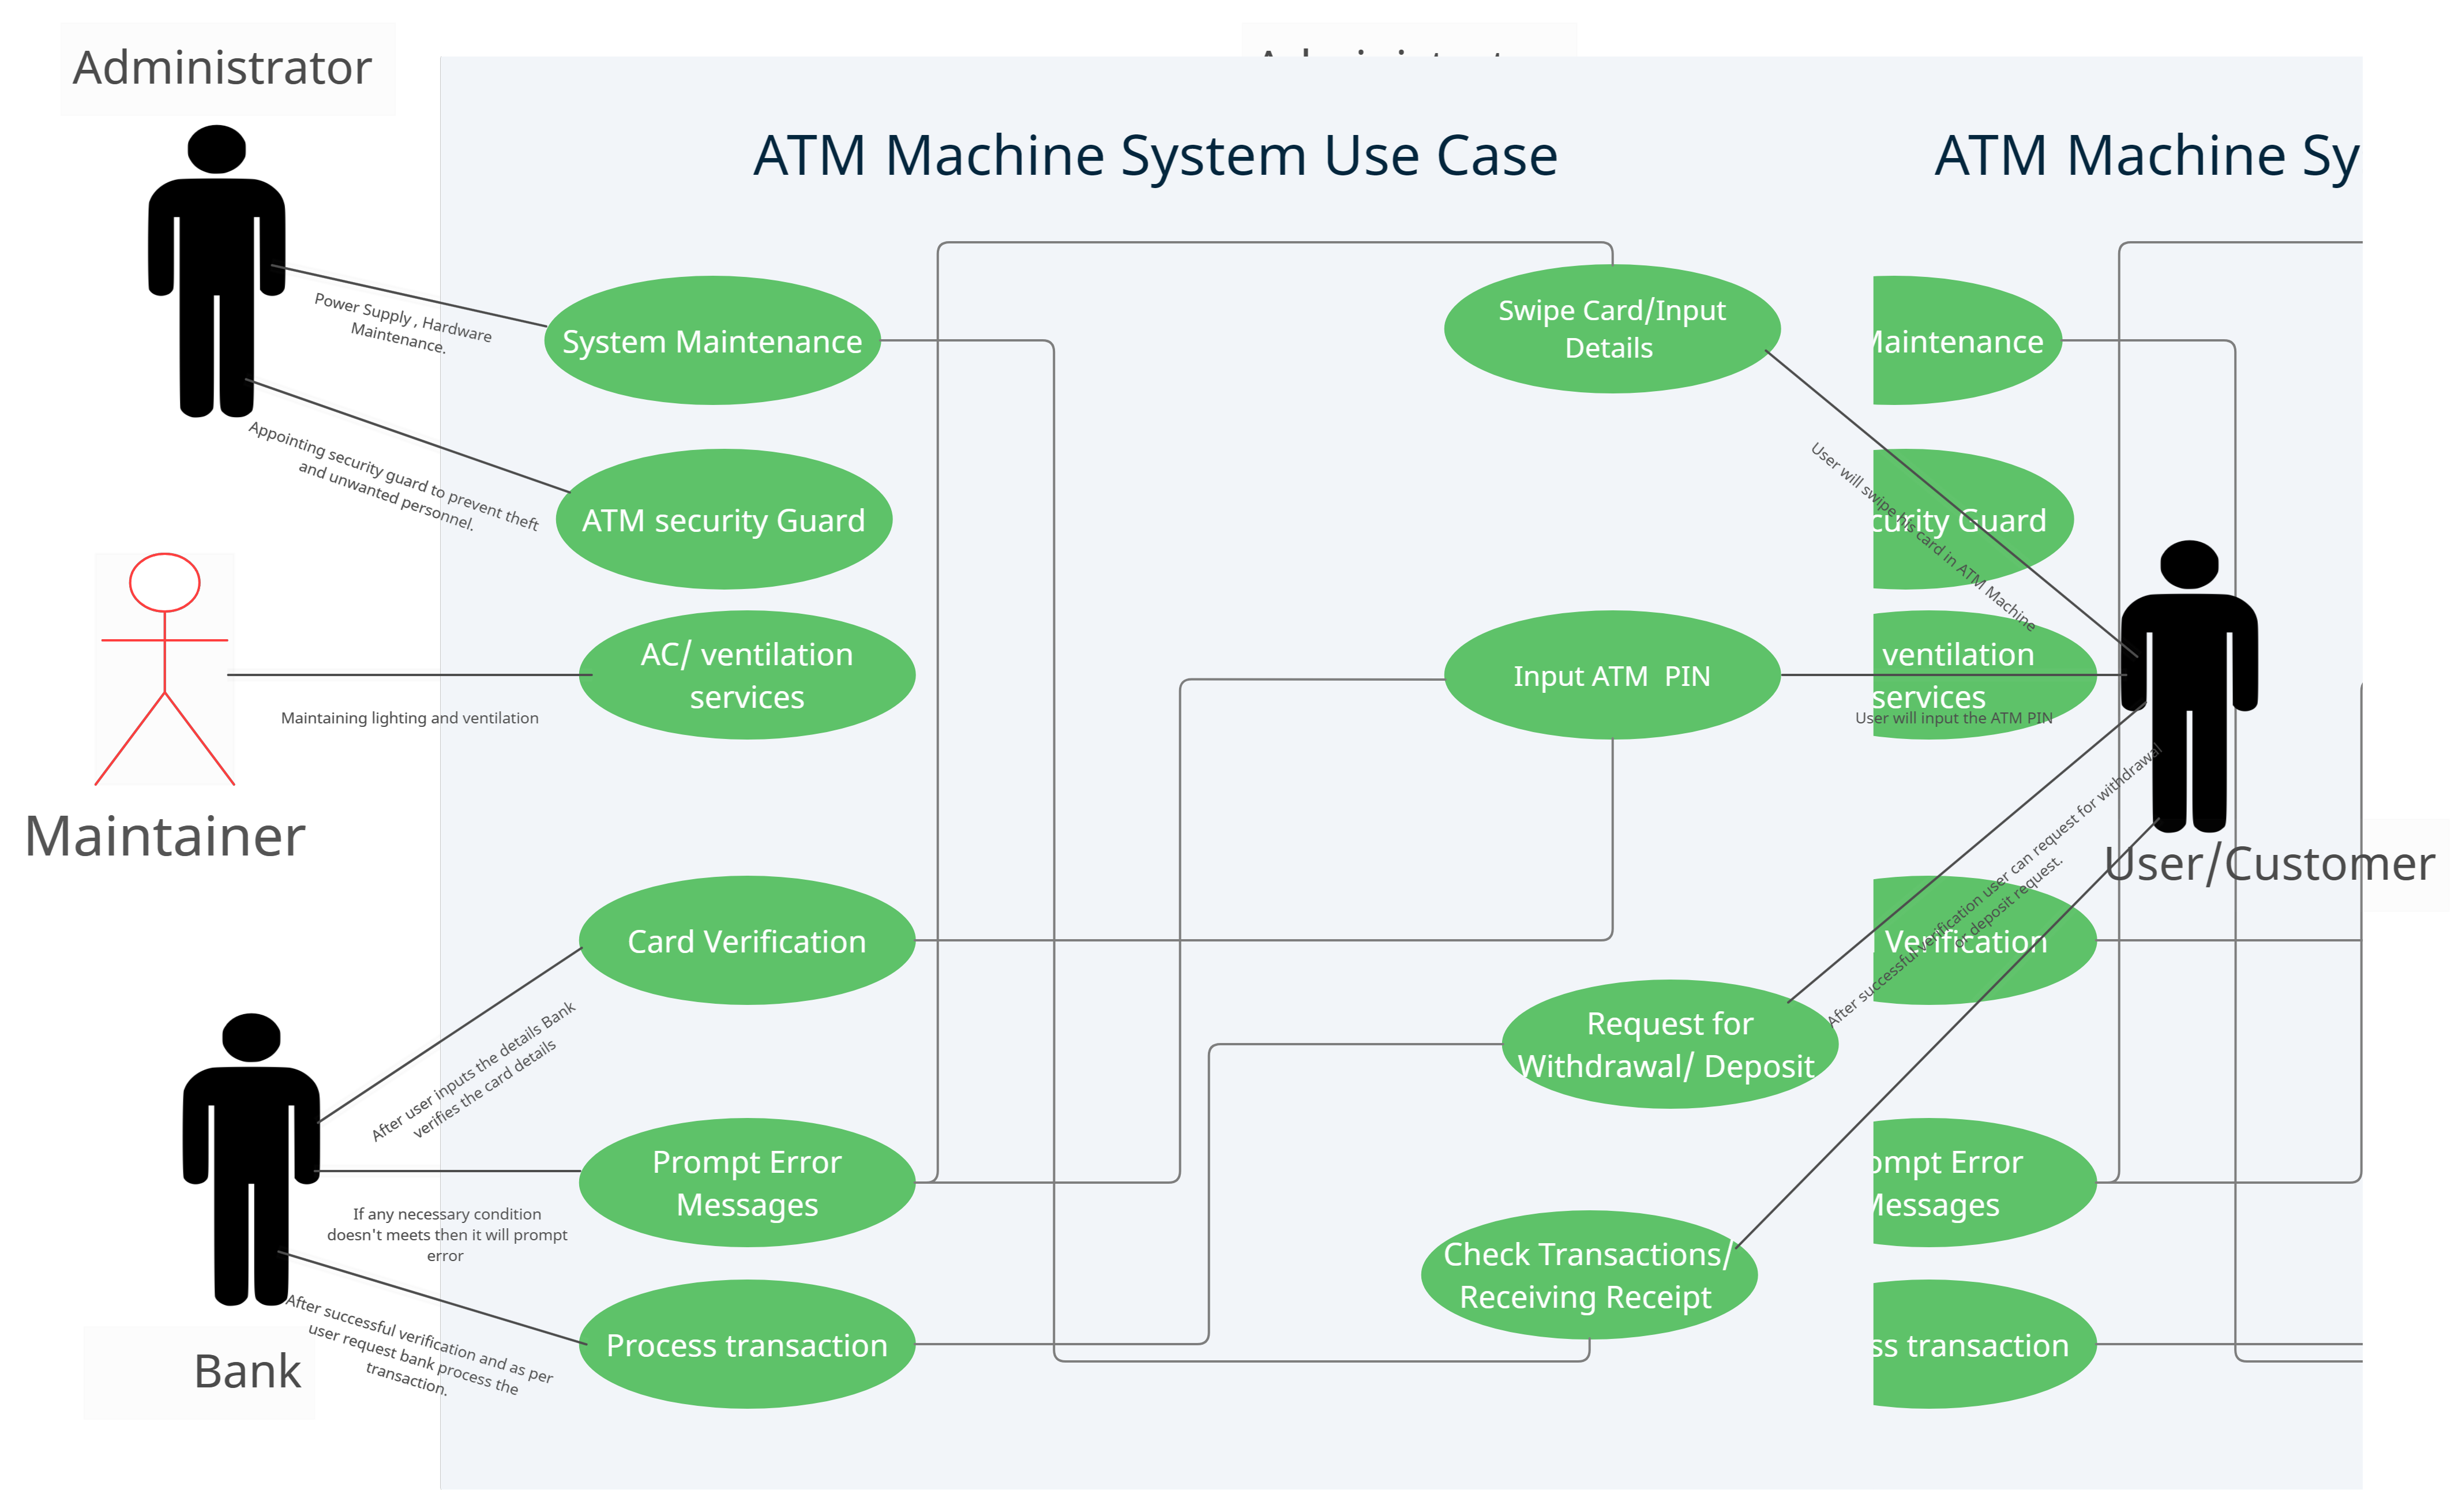 Administrator
ATM Machine System Use Case
ATM Machine Sy
Power Supply , Hardware
Maintenance.
System Maintenance
Swipe Card/Input
Details
Maintenance
Appointing security guard to prevent theft
and unwanted personnel.
ATM security Guard
User will swipe his card in ATM Machine
curity Guard
AC/ ventilation
services
Maintaining lighting and ventilation
Input ATM  PIN
ventilation
services
User will input the ATM PIN
Maintainer
User/Customer
Card Verification
After successful verification user can request for withdrawal
or deposit request.
Verification
After user inputs the details Bank
verifies the card details
Request for
Withdrawal/ Deposit
Prompt Error
Messages
ompt Error
Messages
If any necessary condition
doesn't meets then it will prompt
error
Check Transactions/
Receiving Receipt
After successful verification and as per
user request bank process the
transaction.
Process transaction
ss transaction
Bank